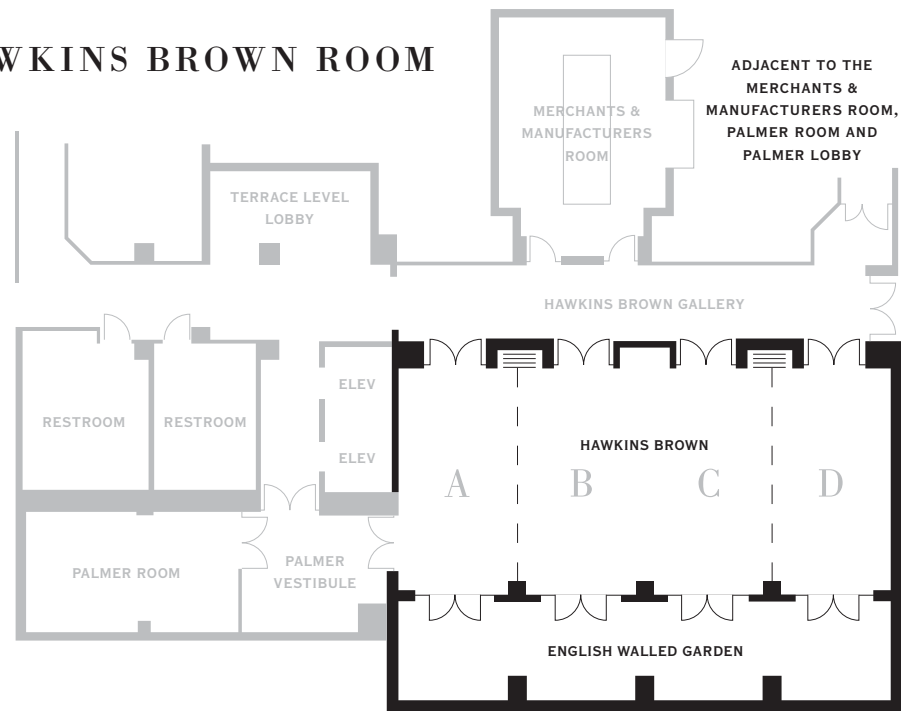 WKINS BROWN ROOM
ADJACENT TO THE
MERCHANTS &
MANUFACTURERS ROOM,
PALMER ROOM AND
PALMER LOBBY
MERCHANTS &
MANUFACTURERS
ROOM
TERRACE LEVEL
LOBBY
HAWKINS BROWN GALLERY
RESTROOM
RESTROOM
ELEV
ELEV
HAWKINS BROWN
A
B
C
D
PALMER ROOM
PALMER
VESTIBULE
ENGLISH WALLED GARDEN